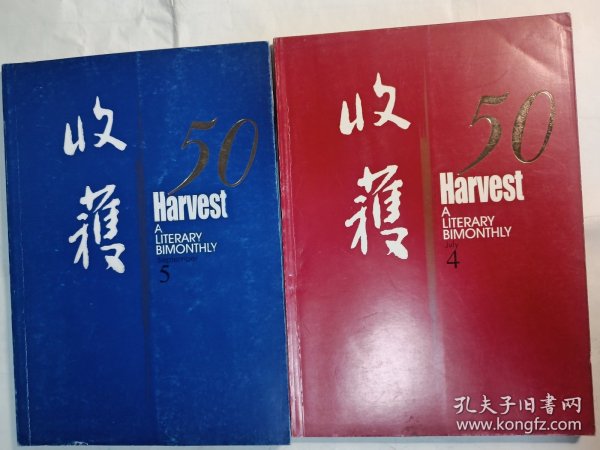 收
穫
50
Harvest
A
LITERARY
BIMONTHLY
September
5
收
穫
50
Harvest
A
LITERARY
BIMONTHLY
July
4
孔夫子旧书网
www.kongfz.com